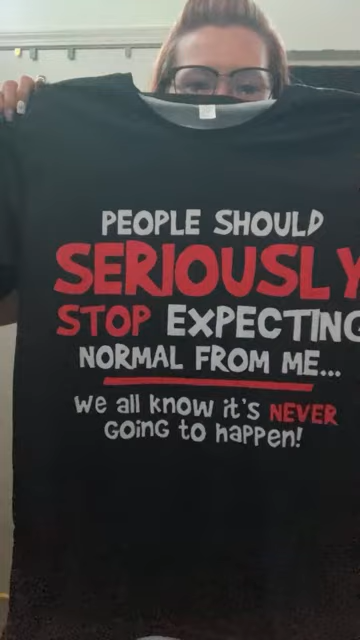 PEOPLE SHOULD
SERIOUSLY
STOP EXPECTING
NORMAL FROM ME...
We all know it's NEVER
GOING TO HAPPEN!